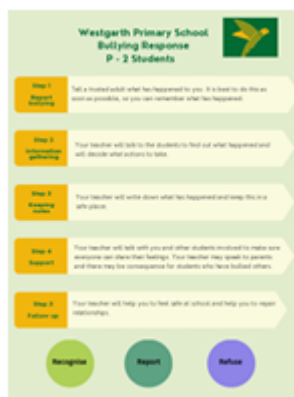 Westgarth Primary School
Bullying Response
P - 2 Students
Step 1
Report
bullying
Tell a trusted adult what has happened to you. It is best to do this as
soon as possible, so you can remember what has happened.
Step 2
Information
gathering
Your teacher will talk to the students to find out what happened and
will decide what actions to take.
Step 3
Keeping
notes
Your teacher will write down what has happened and keep this in a
safe place.
Step 4
Support
Your teacher will talk with you and other students involved to make sure
everyone can share their feelings. Your teacher may speak to parents
and there may be consequence for students who have bullied others.
Step 5
Follow up
Your teacher will help you to feel safe at school and help you to repair
relationships.
Recognise
Report
Refuse